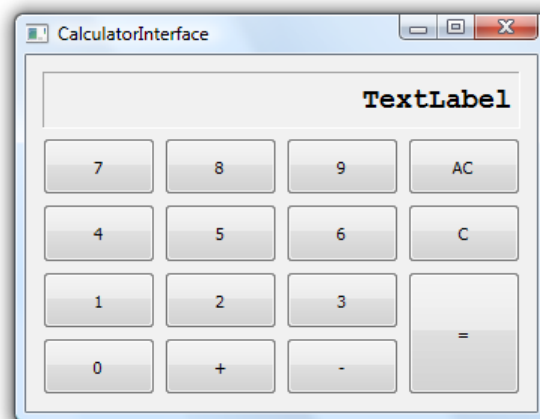 CalculatorInterface
TextLabel
7 8 9 AC
4 5 6 C
1 2 3 =
0 + -